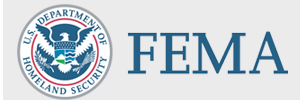 U.S. DEPARTMENT OF
HOMELAND SECURITY
FEMA